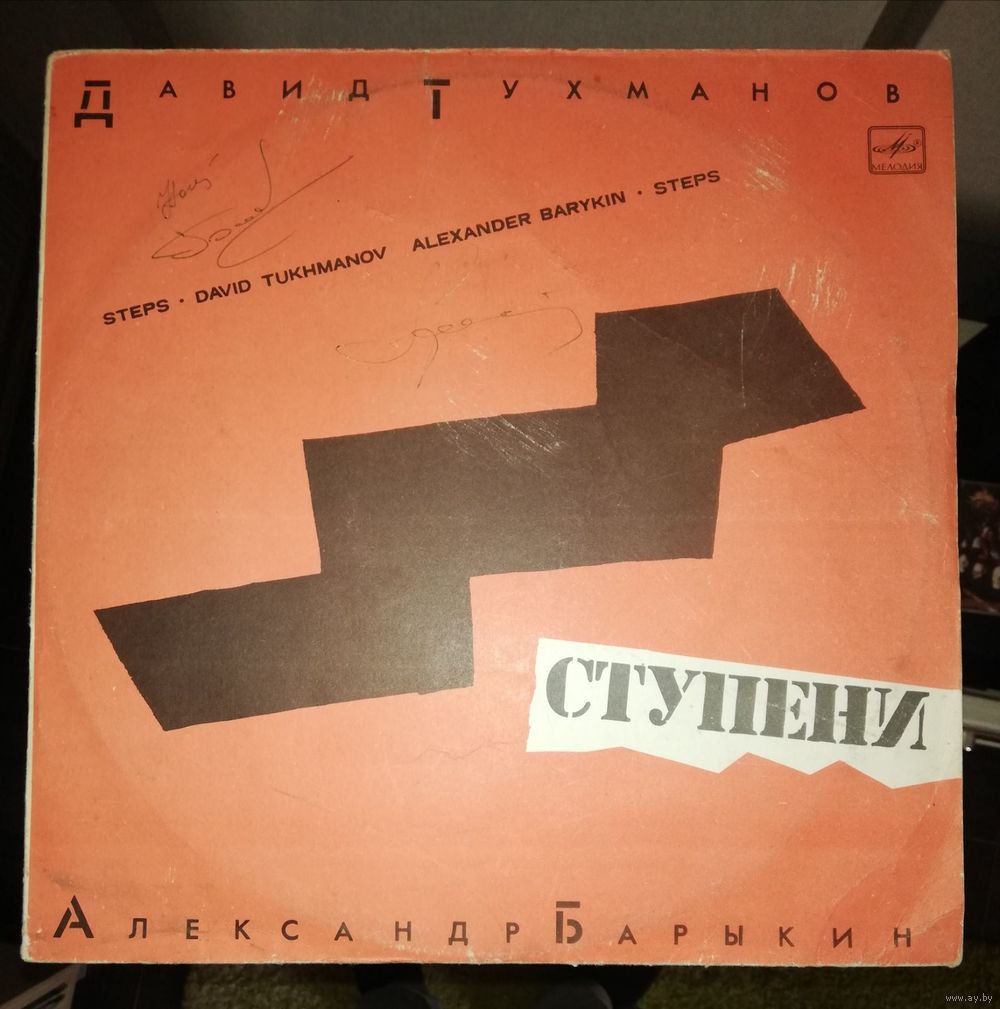 ДАВИД ТУХМАНОВ
МЕЛОДИЯ
STEPS · DAVID TUKHMANOV ALEXANDER BARYKIN · STEPS
СТУПЕНИ
АЛЕКСАНДР БАРЫКИН
www.ay.by